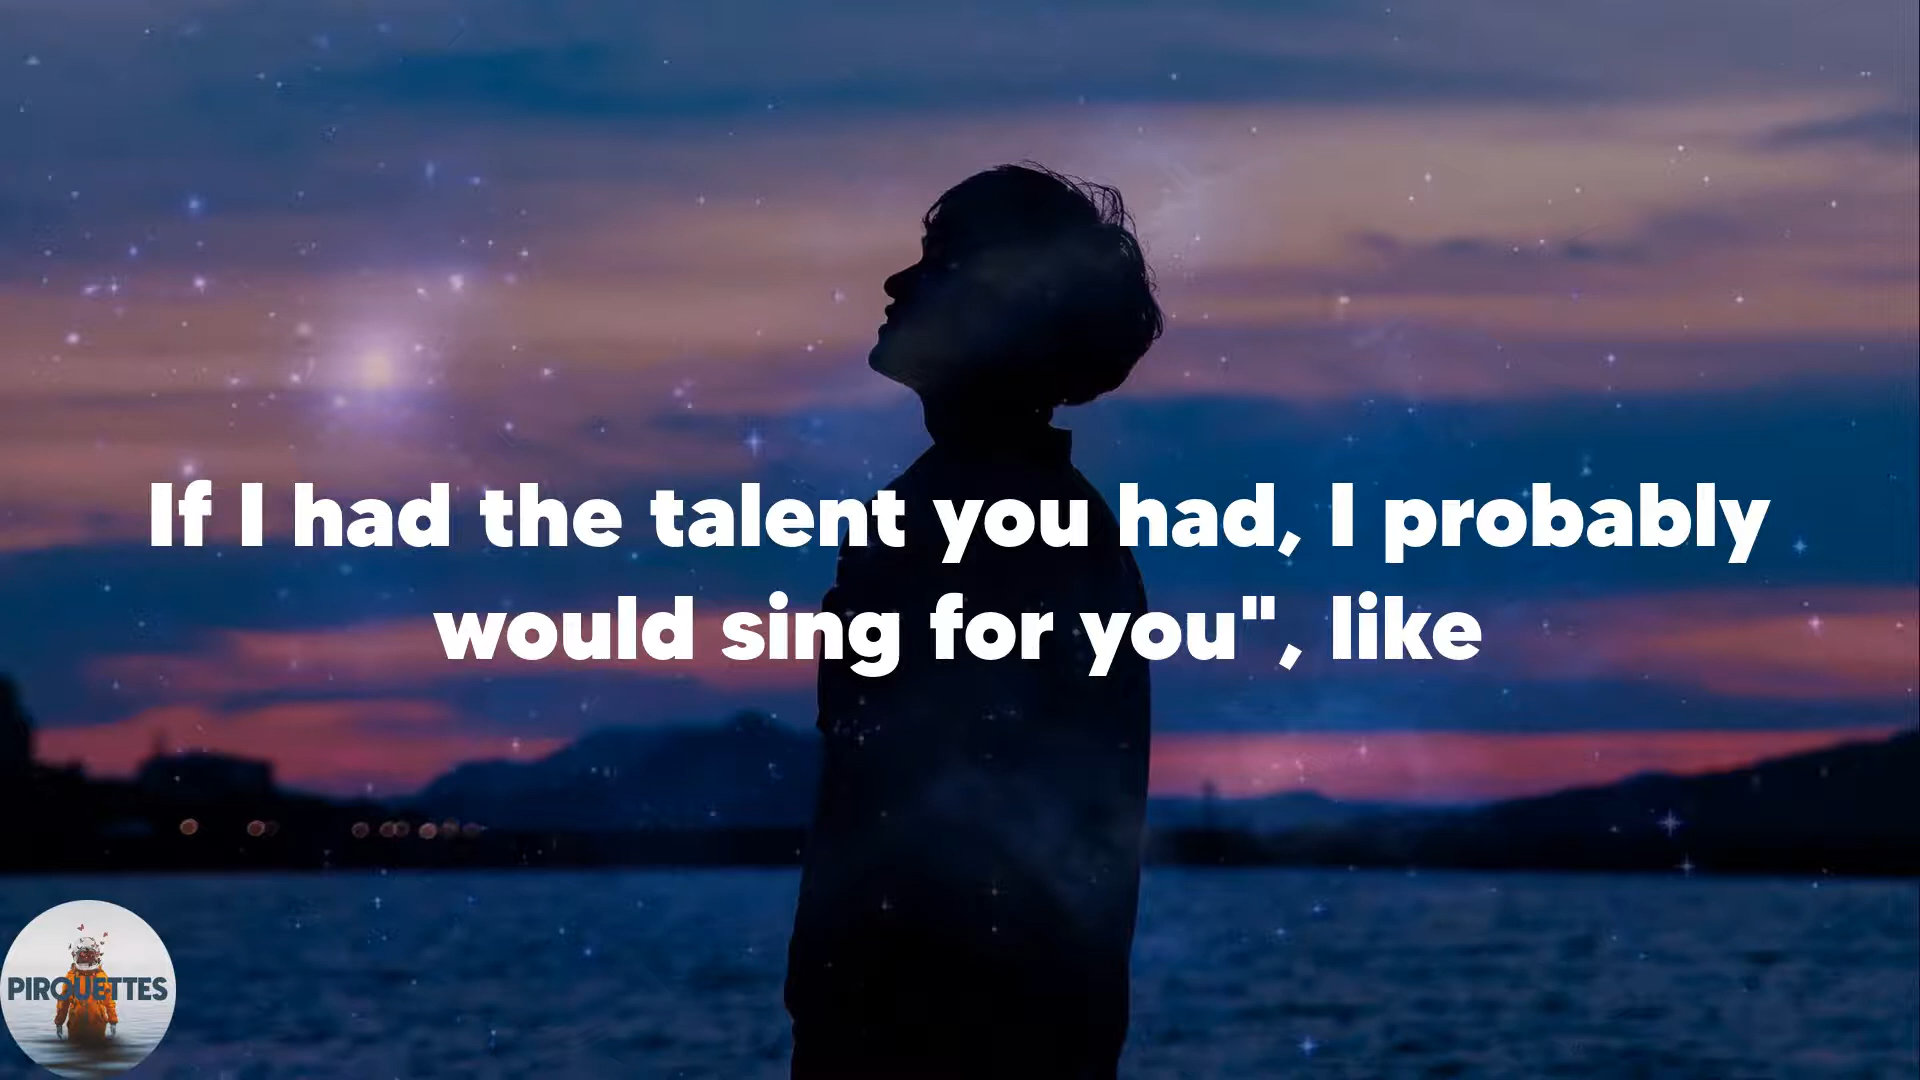 If I had the talent you had, I probably
would sing for you", like
PIRQUETTES